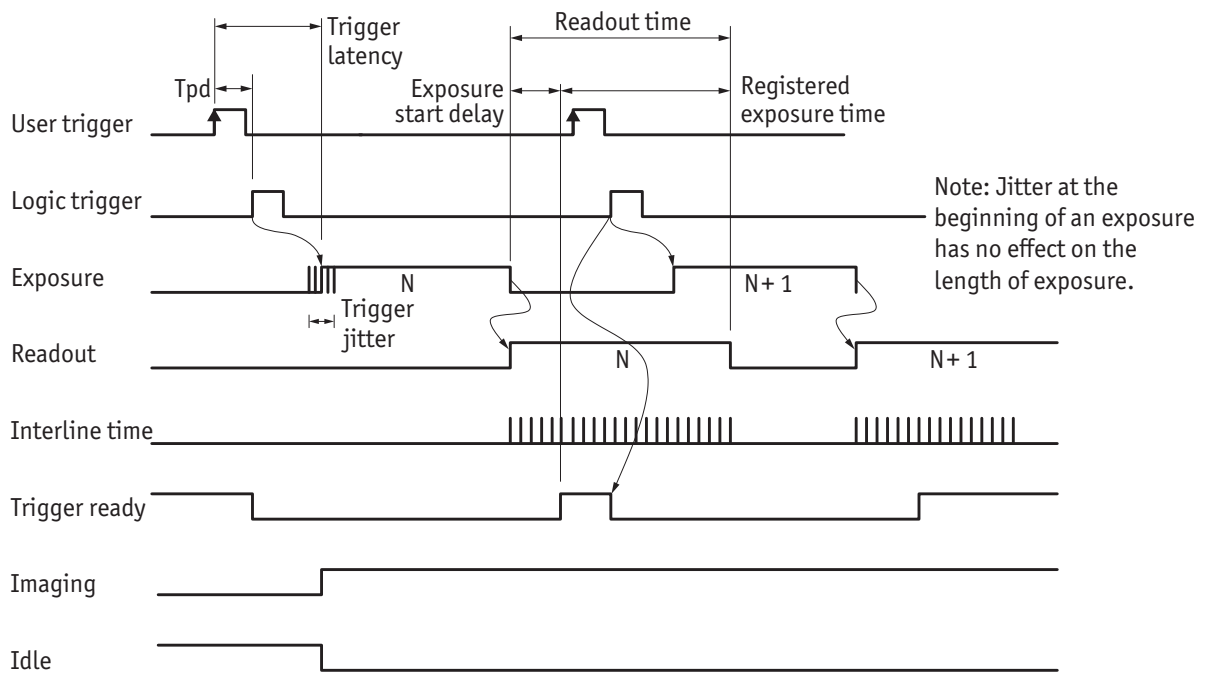 Trigger
latency
Readout time
Tpd
Exposure
start delay
Registered
exposure time
User trigger
Logic trigger
Note: Jitter at the
beginning of an exposure
has no effect on the
length of exposure.
Exposure
N
N + 1
Trigger
jitter
Readout
N
N + 1
Interline time
Trigger ready
Imaging
Idle